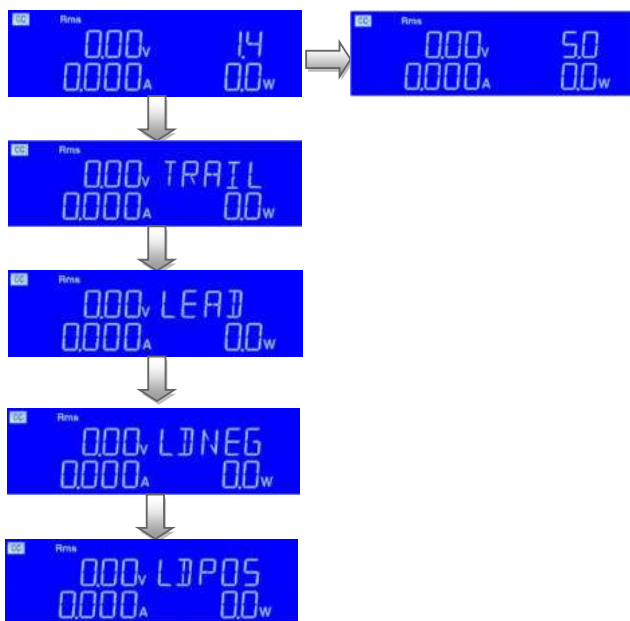 CC Rms
0.00V 1.4
0.000A 0.0W
CC Rms
0.00V 5.0
0.000A 0.0W
CC Rms
0.00V TRAIL
0.000A 0.0W
CC Rms
0.00V LEAD
0.000A 0.0W
CC Rms
0.00V LDNEG
0.000A 0.0W
CC Rms
0.00V LDPOS
0.000A 0.0W